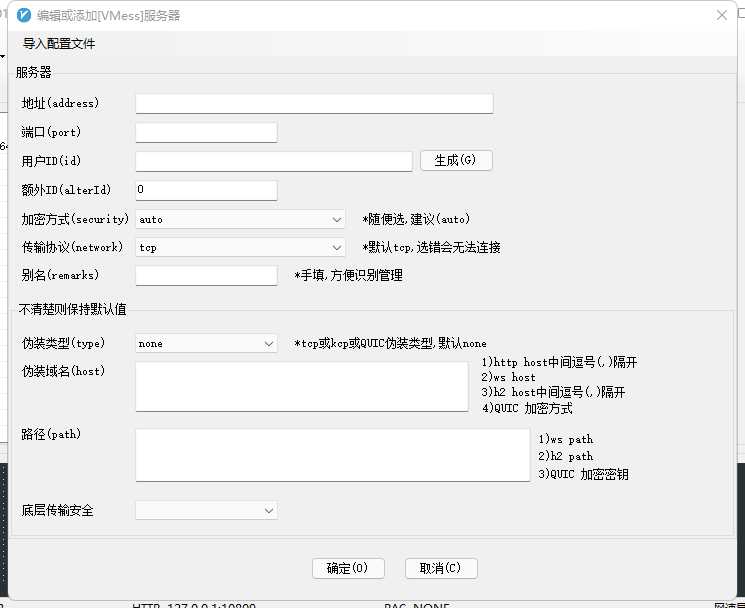 编辑或添加[VMess]服务器
导入配置文件
服务器
地址(address)
端口(port)
用户ID(id)
生成(G)
额外ID(alterId) 0
加密方式(security) auto *随便选,建议(auto)
传输协议(network) tcp *默认tcp,选错会无法连接
别名(remarks) *手填,方便识别管理
不清楚则保持默认值
伪装类型(type) none *tcp或kcp或QUIC伪装类型,默认none
伪装域名(host)
1)http host中间逗号(,)隔开
2)ws host
3)h2 host中间逗号(,)隔开
4)QUIC 加密方式
路径(path)
1)ws path
2)h2 path
3)QUIC 加密密钥
底层传输安全
确定(O) 取消(C)